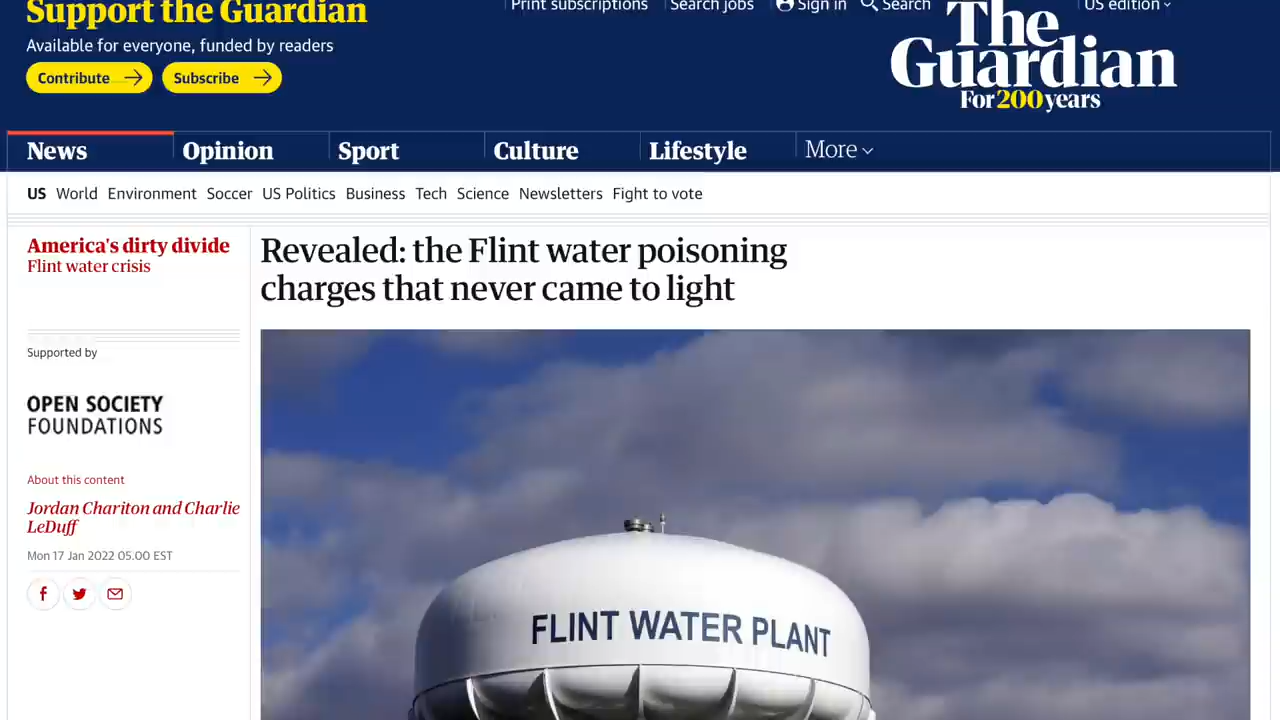 Support the Guardian
Available for everyone, funded by readers
Contribute
Subscribe
Print subscriptions
Search jobs
Sign in
Search
US edition
The
Guardian
For 200 years
News
Opinion
Sport
Culture
Lifestyle
More
US World Environment Soccer US Politics Business Tech Science Newsletters Fight to vote
America's dirty divide
Flint water crisis
Supported by
OPEN SOCIETY
FOUNDATIONS
About this content
Jordan Chariton and Charlie
LeDuff
Mon 17 Jan 2022 05.00 EST
Revealed: the Flint water poisoning
charges that never came to light
FLINT WATER PLANT